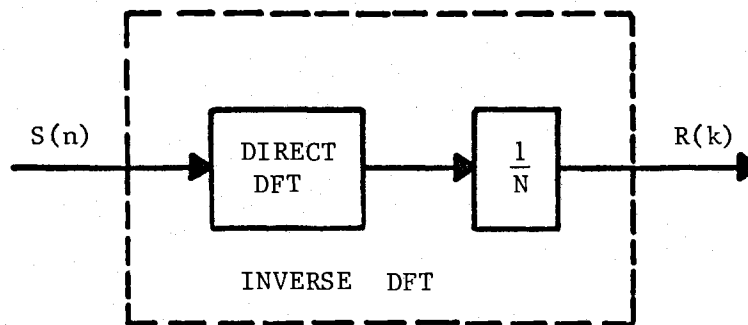 S(n)
DIRECT
DFT
1
N
R(k)
INVERSE DFT